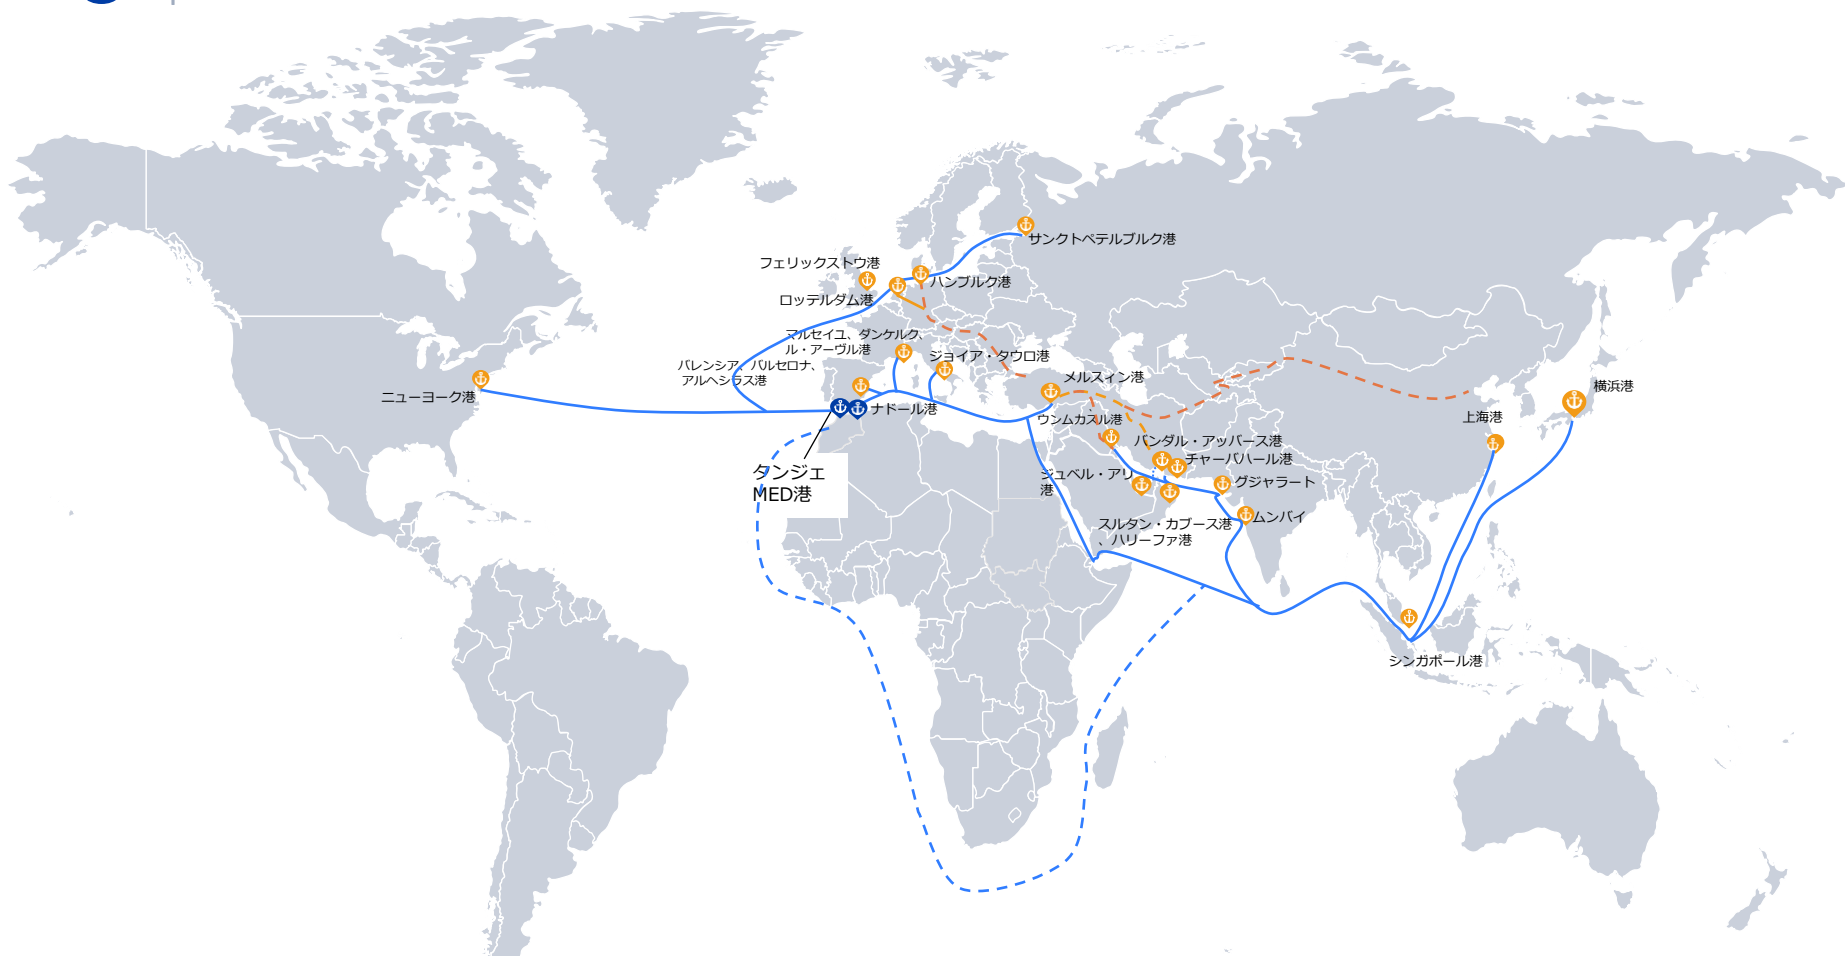 サンクトペテルブルク港
フェリックストウ港
ハンブルク港
ロッテルダム港
マルセイユ、ダンケルク、
ル・アーヴル港
ジョイア・タウロ港
バレンシア、バルセロナ、
アルヘシラス港
メルスィン港
横浜港
ニューヨーク港
ナドール港
ウンムカスル港
上海港
バンダル・アッバース港
チャーバハール港
タンジェ
MED港
ジュベル・アリ
港
グジャラート
ムンバイ
スルタン・カブース港
、ハリーファ港
シンガポール港